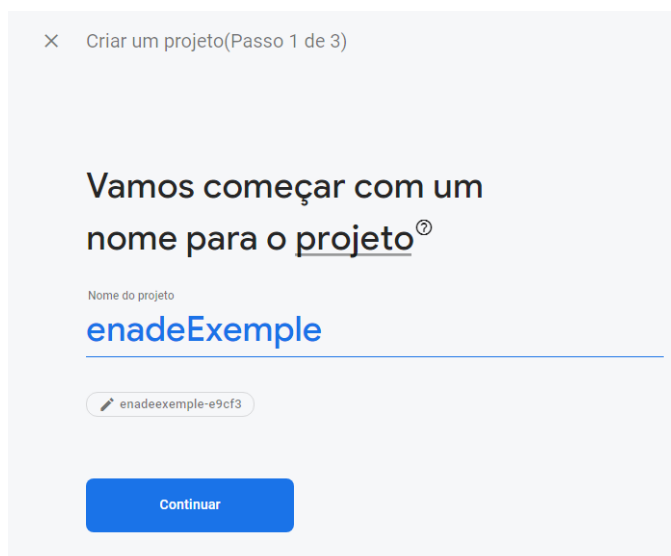 Criar um projeto(Passo 1 de 3)
Vamos começar com um
nome para o projeto
Nome do projeto
enadeExemple
enadeexemple-e9cf3
Continuar